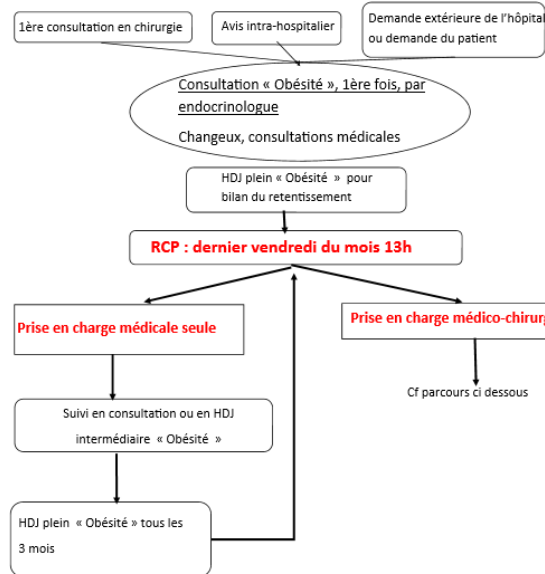 1ère consultation en chirurgie
Avis intra-hospitalier
Demande extérieure de l'hôpital
ou demande du patient
Consultation « Obésité », 1ère fois, par
endocrinologue
Changeux, consultations médicales
HDJ plein « Obésité » pour
bilan du retentissement
RCP : dernier vendredi du mois 13h
Prise en charge médicale seule
Prise en charge médico-chirurg
Suivi en consultation ou en HDJ
intermédiaire « Obésité »
Cf parcours ci dessous
HDJ plein « Obésité » tous les
3 mois